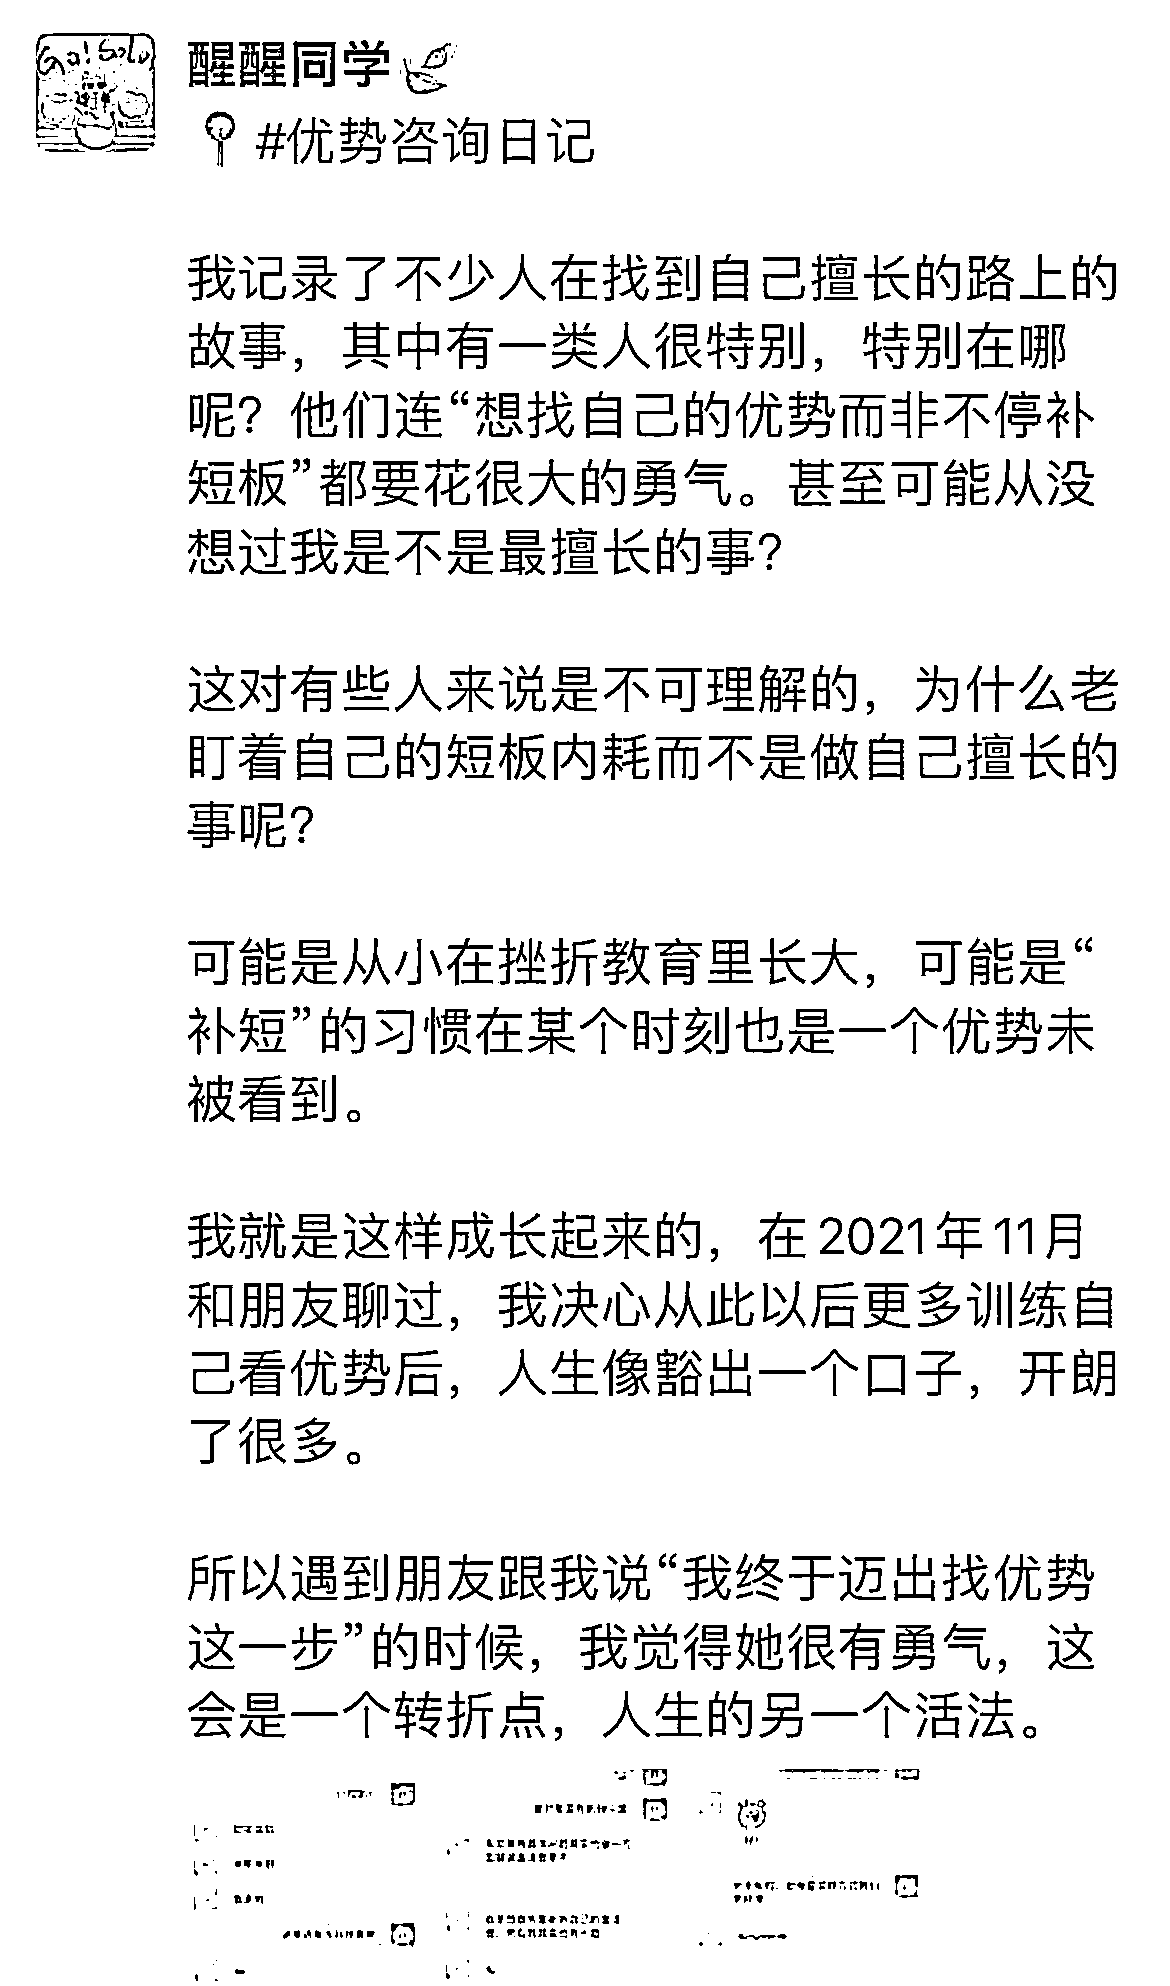 Go! Solo
醒醒同学
#优势咨询日记
我记录了不少人在找到自己擅长的路上的
故事，其中有一类人很特别，特别在哪
呢？他们连“想找自己的优势而非不停补
短板”都要花很大的勇气。甚至可能从没
想过我是不是最擅长的事？
这对有些人来说是不可理解的，为什么老
盯着自己的短板内耗而不是做自己擅长的
事呢？
可能是从小在挫折教育里长大，可能是“
补短”的习惯在某个时刻也是一个优势未
被看到。
我就是这样成长起来的，在2021年11月
和朋友聊过，我决心从此以后更多训练自
己看优势后，人生像豁出一个口子，开朗
了很多。
所以遇到朋友跟我说“我终于迈出找优势
这一步”的时候，我觉得她很有勇气，这
会是一个转折点，人生的另一个活法。